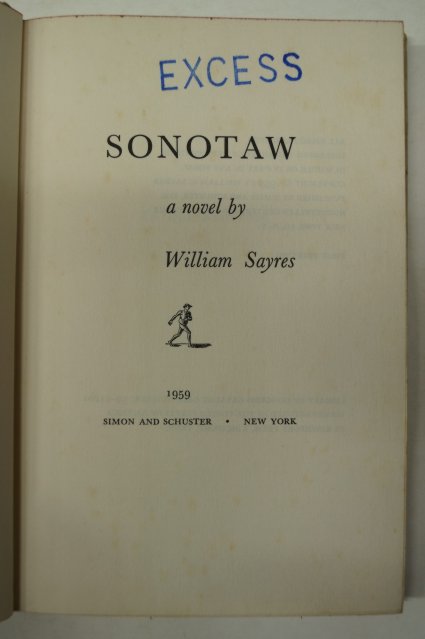 EXCESS
SONOTAW
a novel by
William Sayres
1959
SIMON AND SCHUSTER • NEW YORK